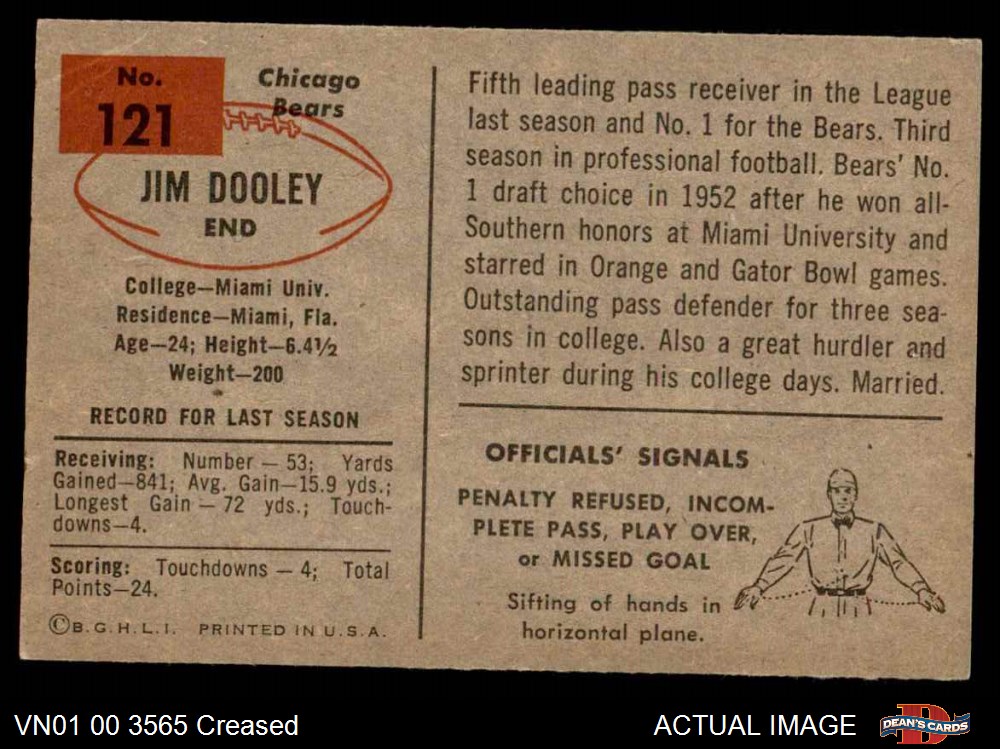 No.
121
Chicago
Bears
JIM DOOLEY
END
College—Miami Univ.
Residence—Miami, Fla.
Age—24; Height—6.4½
Weight—200
RECORD FOR LAST SEASON
Receiving: Number — 53; Yards
Gained—841; Avg. Gain—15.9 yds.;
Longest Gain — 72 yds.; Touch-
downs—4.
Scoring: Touchdowns — 4; Total
Points—24.
©B.G.H.L.I. PRINTED IN U.S.A.
Fifth leading pass receiver in the League
last season and No. 1 for the Bears. Third
season in professional football. Bears' No.
1 draft choice in 1952 after he won all-
Southern honors at Miami University and
starred in Orange and Gator Bowl games.
Outstanding pass defender for three sea-
sons in college. Also a great hurdler and
sprinter during his college days. Married.
OFFICIALS' SIGNALS
PENALTY REFUSED, INCOM-
PLETE PASS, PLAY OVER,
or MISSED GOAL
Sifting of hands in
horizontal plane.
VN01 00 3565 Creased
ACTUAL IMAGE
DEAN'S CARDS